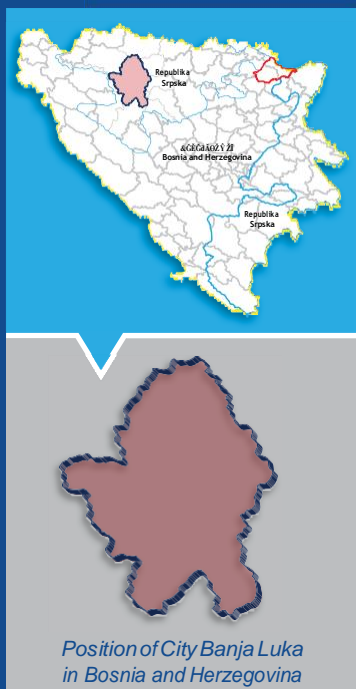 Republika
Srpska
Bosnia and Herzegovina
Republika
Srpska
Position of City Banja Luka
in Bosnia and Herzegovina